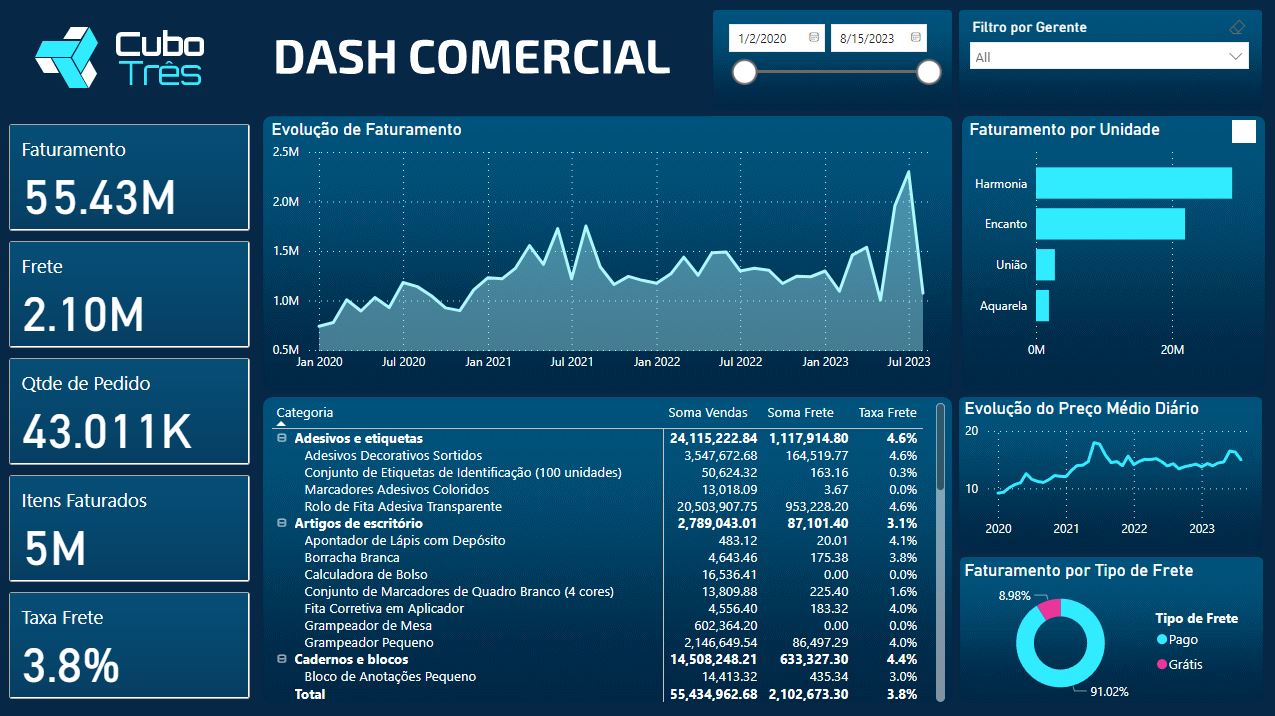 Cubo
Três
DASH COMERCIAL
1/2/2020
8/15/2023
Filtro por Gerente
All
Faturamento
55.43M
Frete
2.10M
Qtde de Pedido
43.011K
Itens Faturados
5M
Taxa Frete
3.8%
Evolução de Faturamento
2.5M
2.0M
1.5M
1.0M
0.5M
Jan 2020 Jul 2020 Jan 2021 Jul 2021 Jan 2022 Jul 2022 Jan 2023 Jul 2023
Faturamento por Unidade
Harmonia
Encanto
União
Aquarela
0M 20M
Categoria Soma Vendas Soma Frete Taxa Frete
Adesivos e etiquetas 24,115,222.84 1,117,914.80 4.6%
Adesivos Decorativos Sortidos 3,547,672.68 164,519.77 4.6%
Conjunto de Etiquetas de Identificação (100 unidades) 50,624.32 163.16 0.3%
Marcadores Adesivos Coloridos 13,018.09 3.67 0.0%
Rolo de Fita Adesiva Transparente 20,503,907.75 953,228.20 4.6%
Artigos de escritório 2,789,043.01 87,101.40 3.1%
Apontador de Lápis com Depósito 483.12 20.01 4.1%
Borracha Branca 4,643.46 175.38 3.8%
Calculadora de Bolso 16,536.41 0.00 0.0%
Conjunto de Marcadores de Quadro Branco (4 cores) 13,809.88 225.40 1.6%
Fita Corretiva em Aplicador 4,556.40 183.32 4.0%
Grampeador de Mesa 602,364.20 0.00 0.0%
Grampeador Pequeno 2,146,649.54 86,497.29 4.0%
Cadernos e blocos 14,508,248.21 633,327.30 4.4%
Bloco de Anotações Pequeno 14,413.32 435.34 3.0%
Total 55,434,962.68 2,102,673.30 3.8%
Evolução do Preço Médio Diário
20
10
2020 2021 2022 2023
Faturamento por Tipo de Frete
8.98%
91.02%
Tipo de Frete
Pago
Grátis